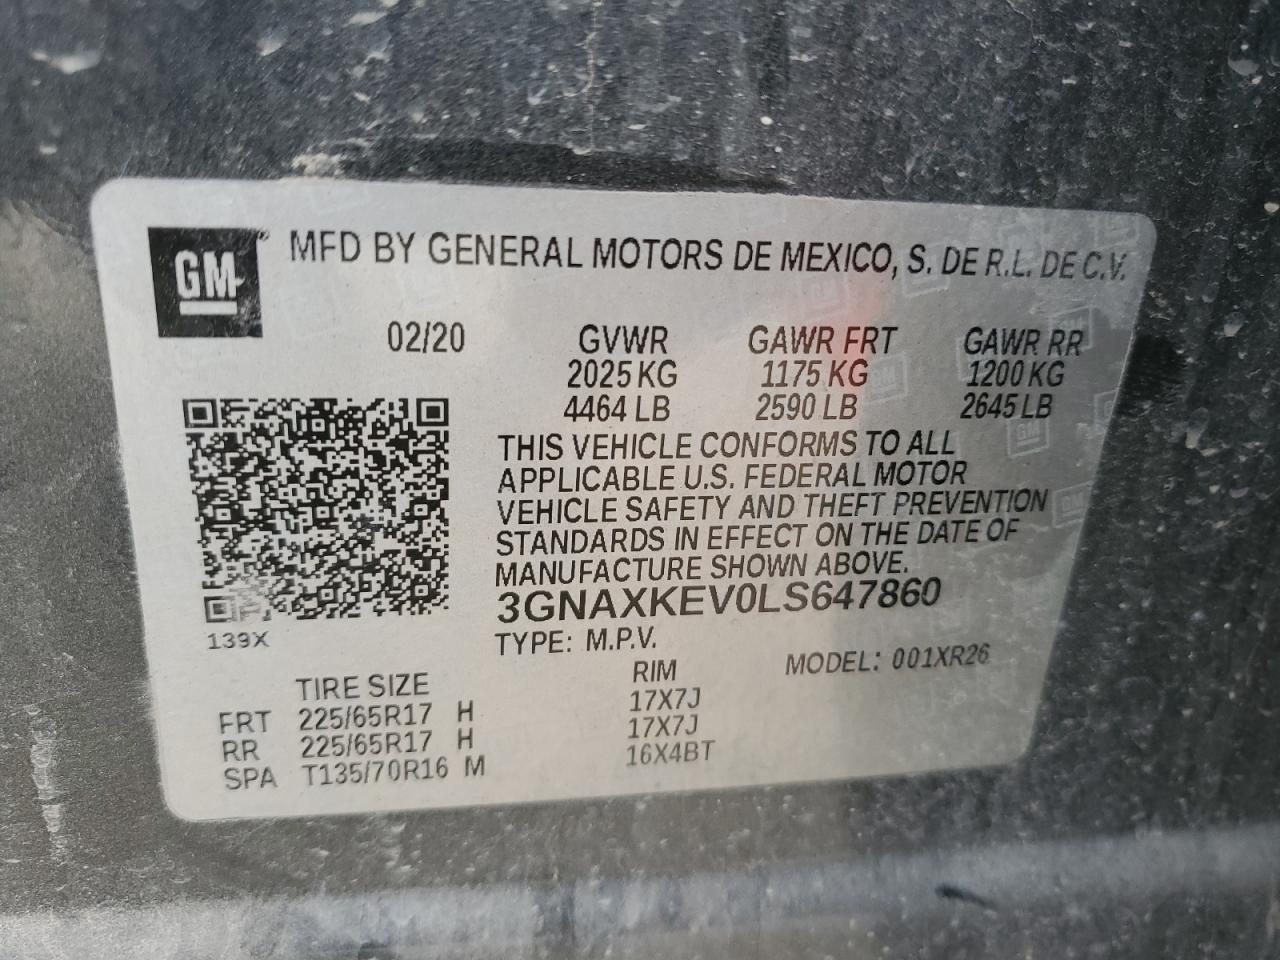 GM® MFD BY GENERAL MOTORS DE MEXICO, S. DE R.L. DE C.V.
02/20 GVWR GAWR FRT GAWR RR
2025 KG 1175 KG 1200 KG
4464 LB 2590 LB 2645 LB
THIS VEHICLE CONFORMS TO ALL
APPLICABLE U.S. FEDERAL MOTOR
VEHICLE SAFETY AND THEFT PREVENTION
STANDARDS IN EFFECT ON THE DATE OF
MANUFACTURE SHOWN ABOVE.
3GNAXKEV0LS647860
139X TYPE: M.P.V. MODEL: 001XR26
TIRE SIZE RIM
FRT 225/65R17 H 17X7J
RR 225/65R17 H 17X7J
SPA T135/70R16 M 16X4BT